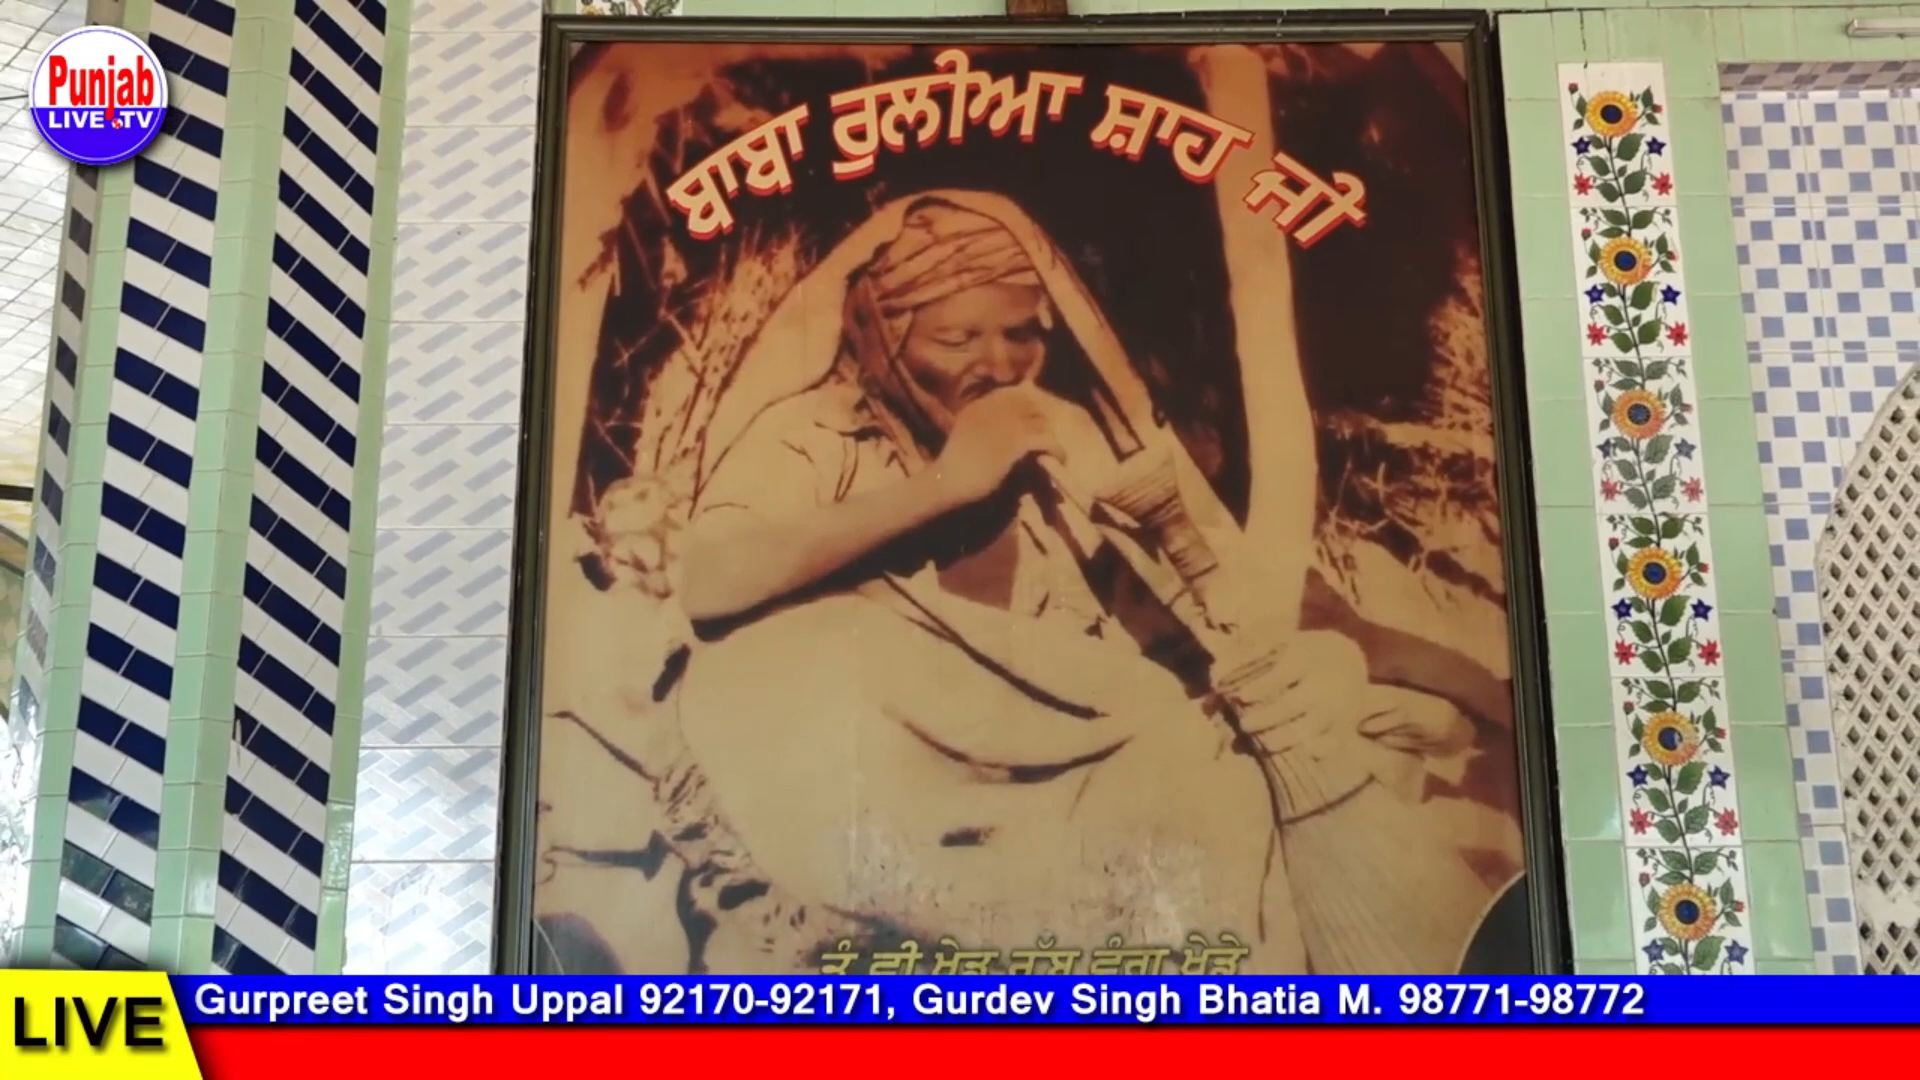 Punjab
LIVE TV
ਬਾਬਾ ਰੁਲੀਆ ਸ਼ਾਹ ਜੀ
ਤੂੰ ਵੀ ਖੇਡ ਰੱਬ ਵੰਗੂ ਖੇਡੇ
LIVE
Gurpreet Singh Uppal 92170-92171, Gurdev Singh Bhatia M. 98771-98772